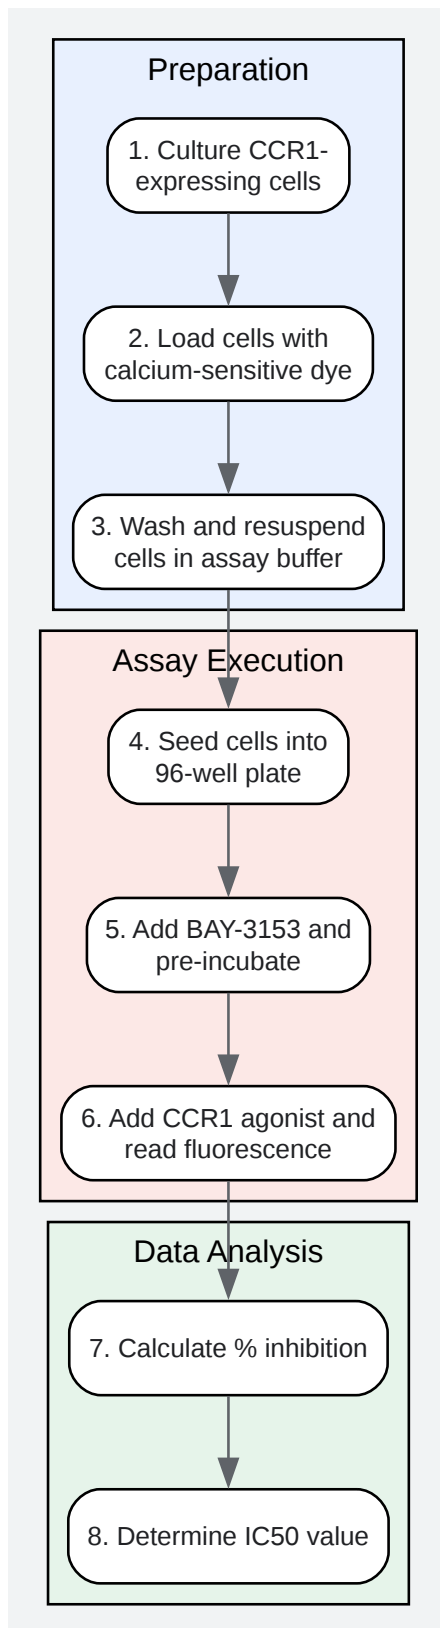 Preparation
1. Culture CCR1-
expressing cells
2. Load cells with
calcium-sensitive dye
3. Wash and resuspend
cells in assay buffer
Assay Execution
4. Seed cells into
96-well plate
5. Add BAY-3153 and
pre-incubate
6. Add CCR1 agonist and
read fluorescence
Data Analysis
7. Calculate % inhibition
8. Determine IC50 value